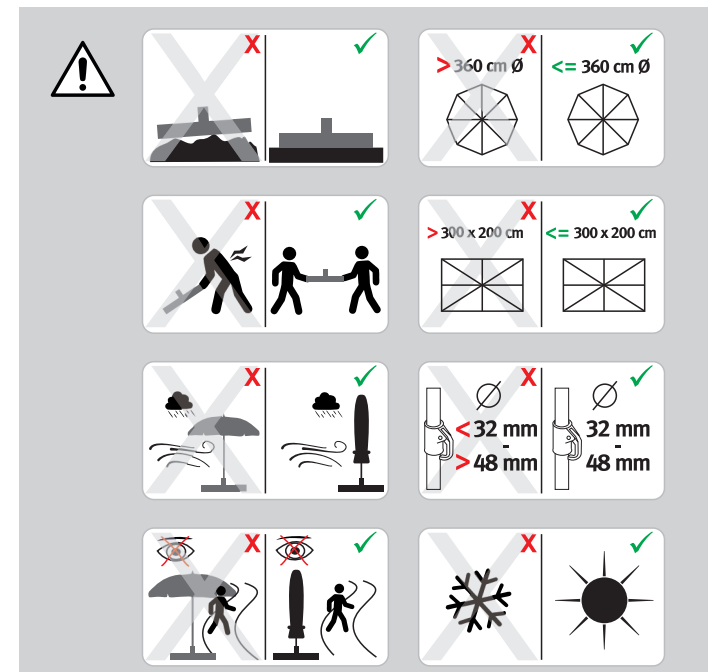 > 360 cm Ø
<= 360 cm Ø
> 300 x 200 cm
<= 300 x 200 cm
< 32 mm
-
> 48 mm
32 mm
-
48 mm